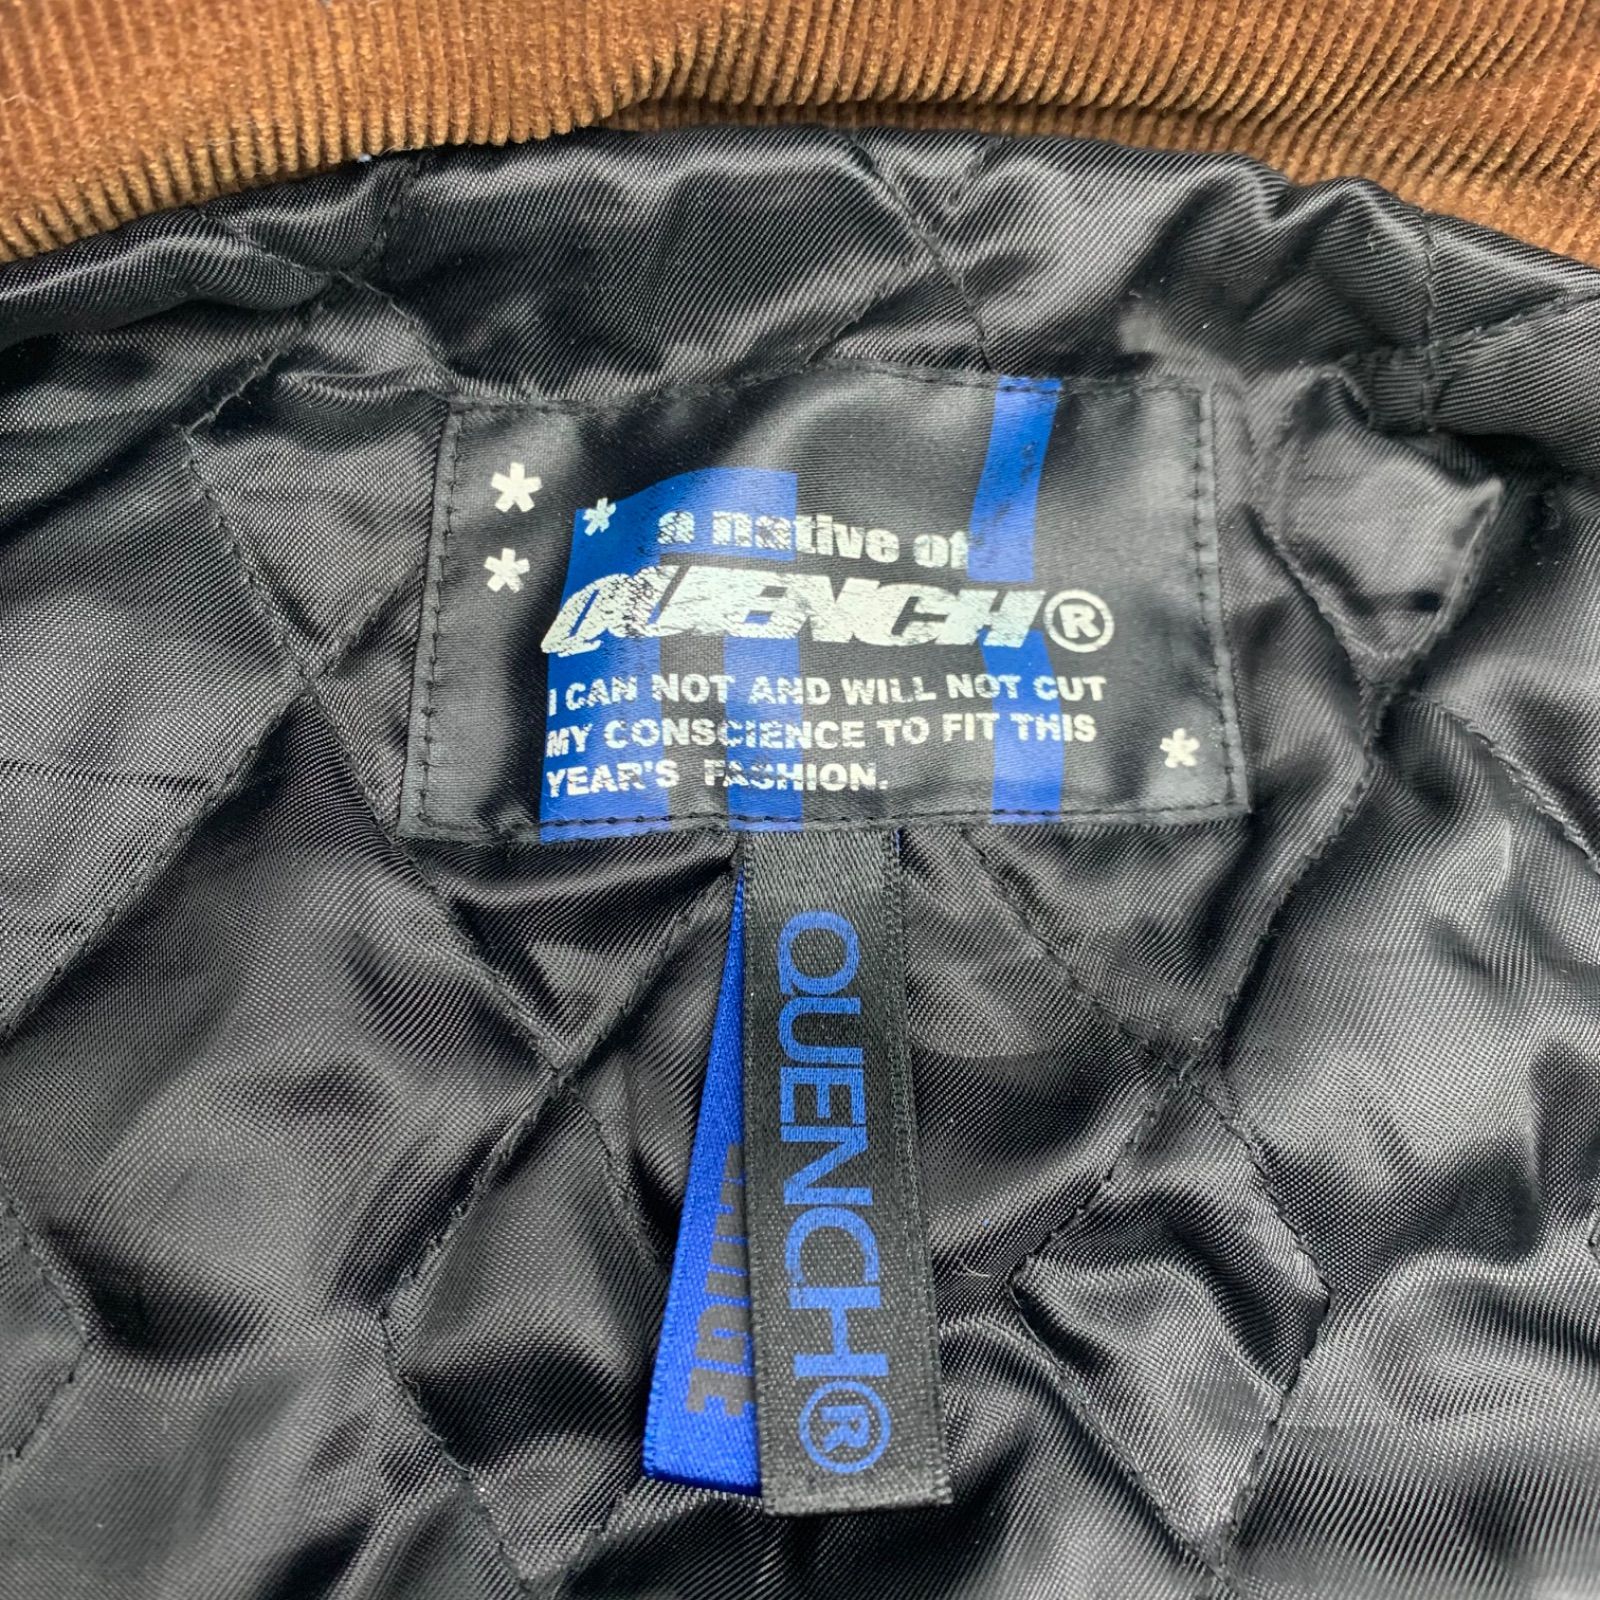 a native of
QUENCH®
I CAN NOT AND WILL NOT CUT
MY CONSCIENCE TO FIT THIS
YEAR'S FASHION.
QUENCH®